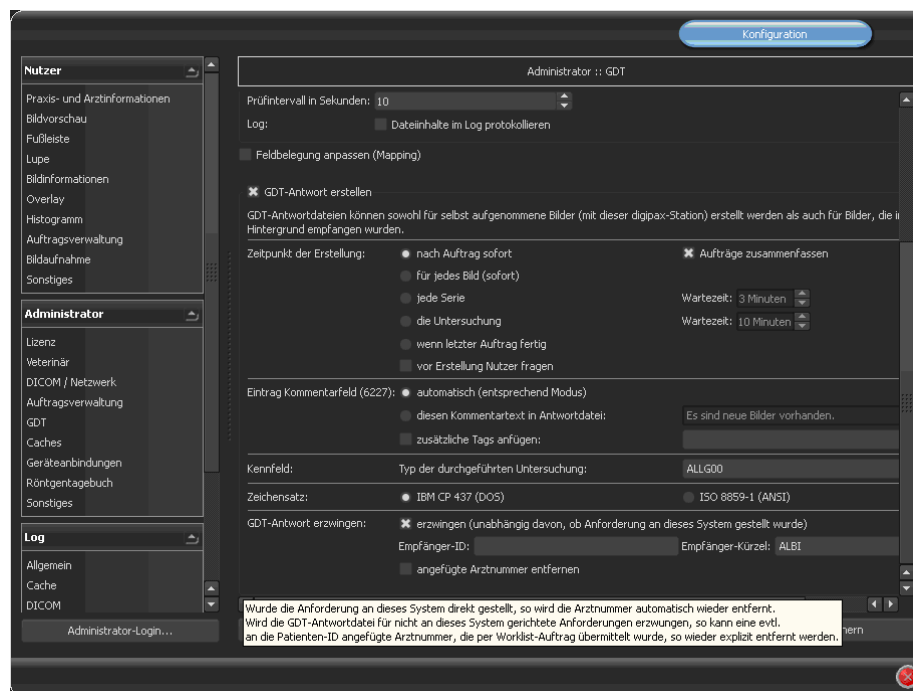 Konfiguration
Nutzer
Praxis- und Arztinformationen
Bildvorschau
Fußleiste
Lupe
Bildinformationen
Overlay
Histogramm
Auftragsverwaltung
Bildaufnahme
Sonstiges
Administrator
Lizenz
Veterinär
DICOM / Netzwerk
Auftragsverwaltung
GDT
Caches
Geräteanbindungen
Röntgentagebuch
Sonstiges
Log
Allgemein
Cache
DICOM
Administrator-Login...
Administrator :: GDT
Prüfintervall in Sekunden: 10
Log: Dateiinhalte im Log protokollieren
Feldbelegung anpassen (Mapping)
GDT-Antwort erstellen
GDT-Antwortdateien können sowohl für selbst aufgenommene Bilder (mit dieser digipax-Station) erstellt werden als auch für Bilder, die
Hintergrund empfangen wurden.
Zeitpunkt der Erstellung: nach Auftrag sofort Aufträge zusammenfassen
für jedes Bild (sofort)
jede Serie Wartezeit: 3 Minuten
die Untersuchung Wartezeit: 10 Minuten
wenn letzter Auftrag fertig
vor Erstellung Nutzer fragen
Eintrag Kommentarfeld (6227): automatisch (entsprechend Modus)
diesen Kommentartext in Antwortdatei: Es sind neue Bilder vorhanden.
zusätzliche Tags anfügen:
Kennfeld: Typ der durchgeführten Untersuchung: ALLG00
Zeichensatz: IBM CP 437 (DOS) ISO 8859-1 (ANSI)
GDT-Antwort erzwingen: erzwingen (unabhängig davon, ob Anforderung an dieses System gestellt wurde)
Empfänger-ID: Empfänger-Kürzel: ALBI
angefügte Arztnummer entfernen
Wurde die Anforderung an dieses System direkt gestellt, so wird die Arztnummer automatisch wieder entfernt.
Wird die GDT-Antwortdatei für nicht an dieses System gerichtete Anforderungen erzwungen, so kann eine evtl.
an die Patienten-ID angefügte Arztnummer, die per Worklist-Auftrag übermittelt wurde, so wieder explizit entfernt werden.